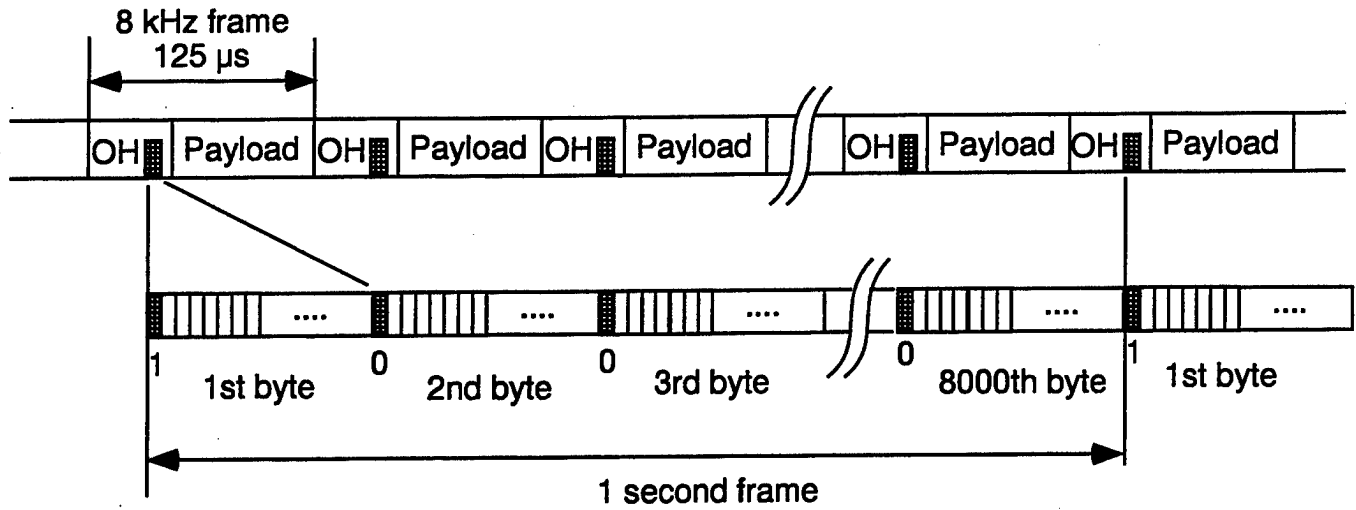 8 kHz frame
125 µs
OH Payload OH Payload OH Payload OH Payload OH Payload
.... .... .... .... ....
1 0 0 0 1
1st byte 2nd byte 3rd byte 8000th byte 1st byte
1 second frame